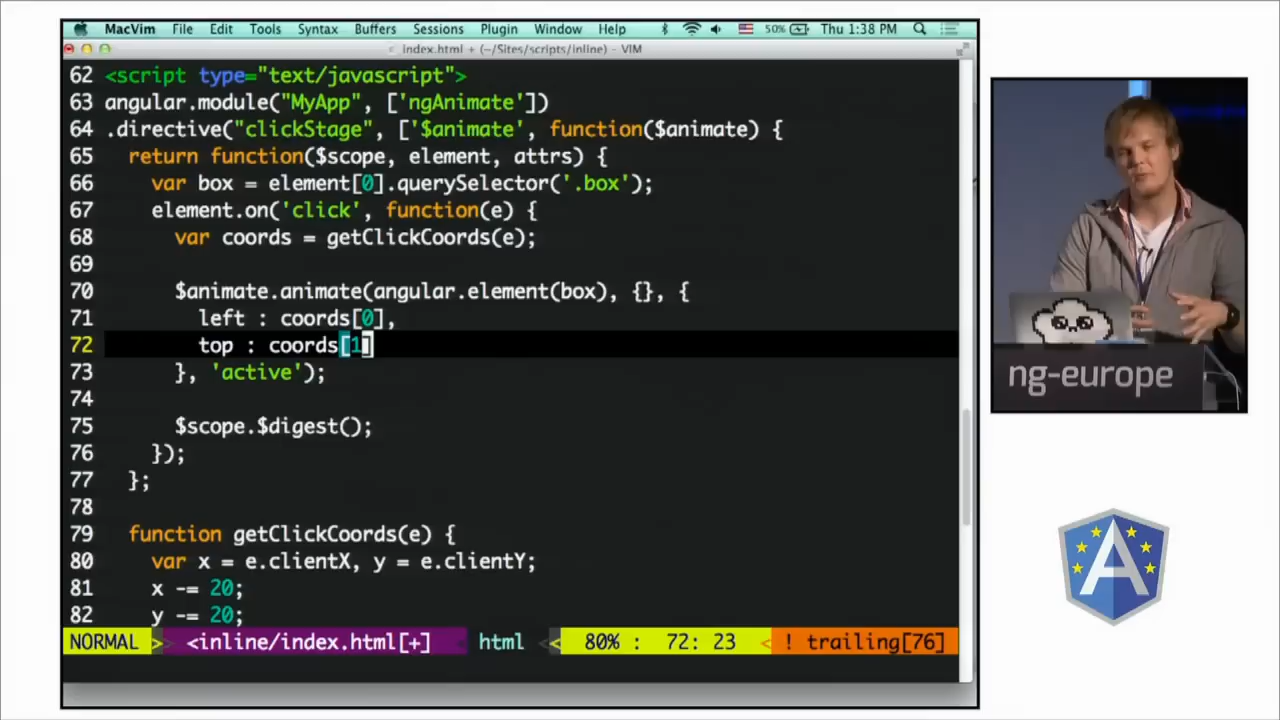 MacVim File Edit Tools Syntax Buffers Sessions Plugin Window Help 50% Thu 1:38 PM
index.html + (~/Sites/scripts/inline) - VIM
62 <script type="text/javascript">
63 angular.module("MyApp", ['ngAnimate'])
64 .directive("clickStage", ['$animate', function($animate) {
65 return function($scope, element, attrs) {
66 var box = element[0].querySelector('.box');
67 element.on('click', function(e) {
68 var coords = getClickCoords(e);
69
70 $animate.animate(angular.element(box), {}, {
71 left : coords[0],
72 top : coords[1]
73 }, 'active');
74
75 $scope.$digest();
76 });
77 };
78
79 function getClickCoords(e) {
80 var x = e.clientX, y = e.clientY;
81 x -= 20;
82 y -= 20;
NORMAL > <inline/index.html[+] < html < 80% : 72: 23 < ! trailing[76]
ng-europe
A